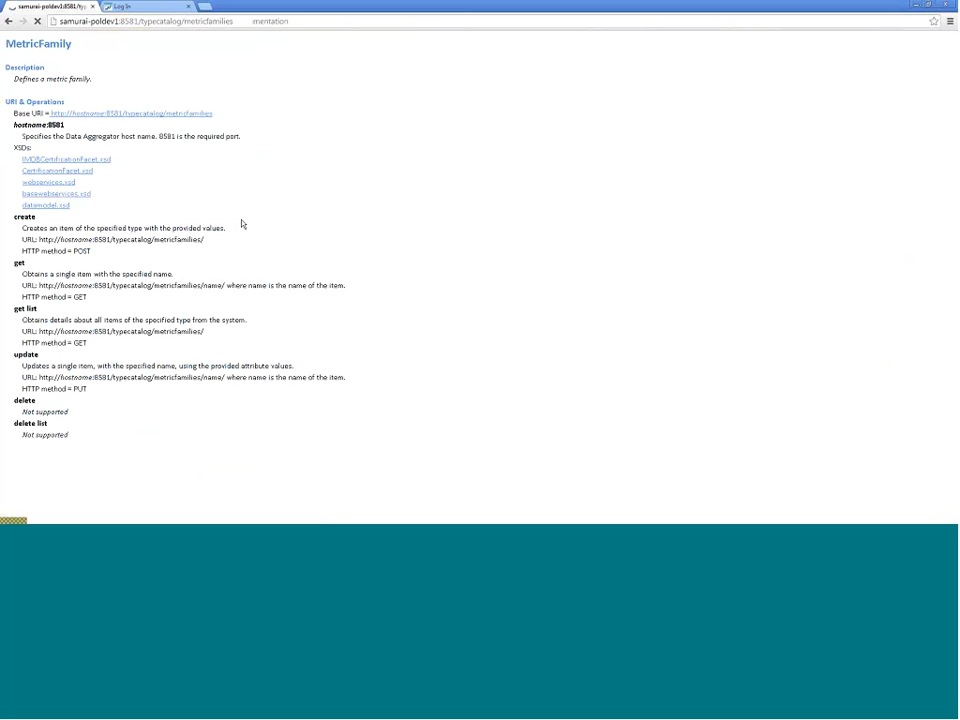 samurai-poldev1:8581/typ
Log In
samurai-poldev1:8581/typecatalog/metricfamilies mentation
MetricFamily
Description
Defines a metric family.
URI & Operations
Base URI = http://hostname:8581/typecatalog/metricfamilies
hostname:8581
Specifies the Data Aggregator host name. 8581 is the required port.
XSDs:
IMDBCertificationFacet.xsd
CertificationFacet.xsd
webservices.xsd
basewebservices.xsd
datamodel.xsd
create
Creates an item of the specified type with the provided values.
URL: http://hostname:8581/typecatalog/metricfamilies/
HTTP method = POST
get
Obtains a single item with the specified name.
URL: http://hostname:8581/typecatalog/metricfamilies/name/ where name is the name of the item.
HTTP method = GET
get list
Obtains details about all items of the specified type from the system.
URL: http://hostname:8581/typecatalog/metricfamilies/
HTTP method = GET
update
Updates a single item, with the specified name, using the provided attribute values.
URL: http://hostname:8581/typecatalog/metricfamilies/name/ where name is the name of the item.
HTTP method = PUT
delete
Not supported
delete list
Not supported